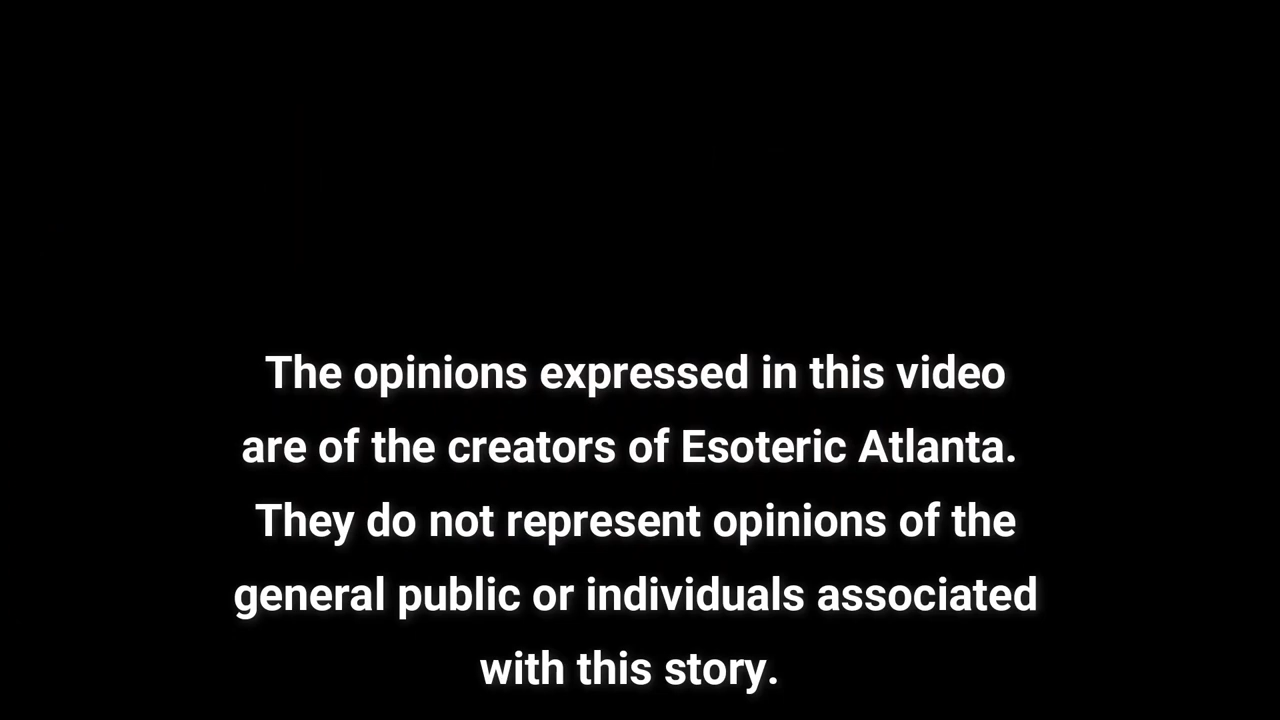 The opinions expressed in this video
are of the creators of Esoteric Atlanta.
They do not represent opinions of the
general public or individuals associated
with this story.